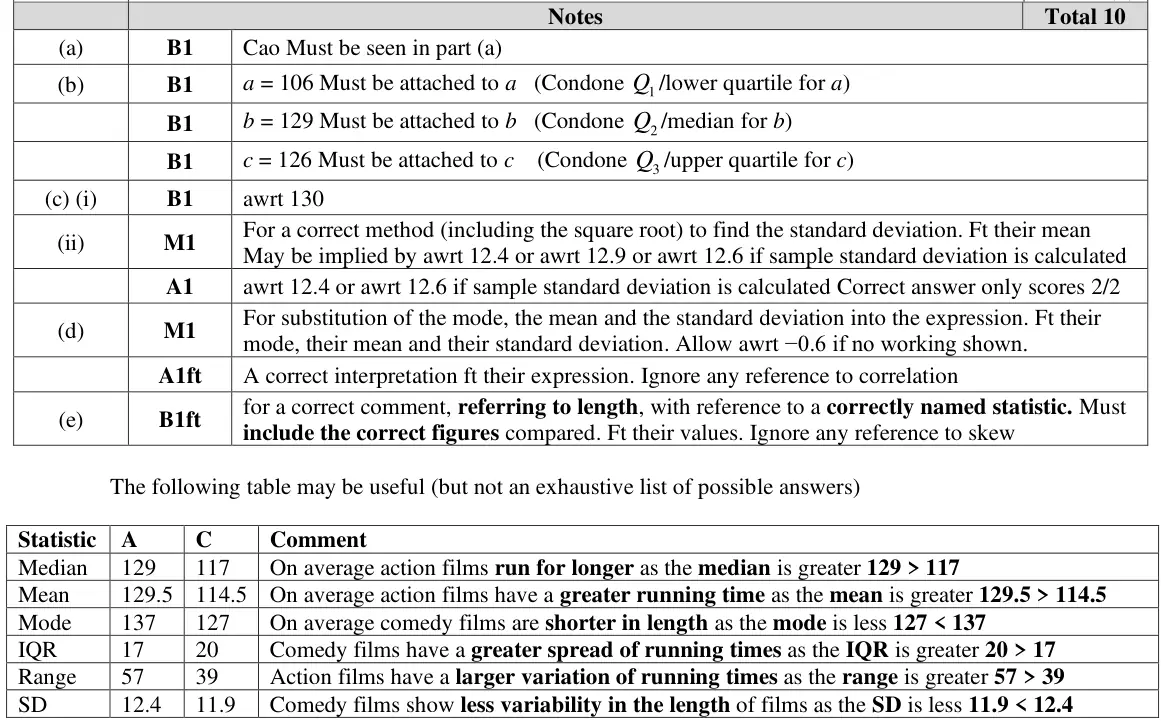 Notes Total 10
(a) B1 Cao Must be seen in part (a)
(b) B1 a = 106 Must be attached to a (Condone Q₁/lower quartile for a)
B1 b = 129 Must be attached to b (Condone Q₂/median for b)
B1 c = 126 Must be attached to c (Condone Q₃/upper quartile for c)
(c) (i) B1 awrt 130
(ii) M1 For a correct method (including the square root) to find the standard deviation. Ft their mean
May be implied by awrt 12.4 or awrt 12.9 or awrt 12.6 if sample standard deviation is calculated
A1 awrt 12.4 or awrt 12.6 if sample standard deviation is calculated Correct answer only scores 2/2
(d) M1 For substitution of the mode, the mean and the standard deviation into the expression. Ft their
mode, their mean and their standard deviation. Allow awrt −0.6 if no working shown.
A1ft A correct interpretation ft their expression. Ignore any reference to correlation
(e) B1ft for a correct comment, referring to length, with reference to a correctly named statistic. Must
include the correct figures compared. Ft their values. Ignore any reference to skew
The following table may be useful (but not an exhaustive list of possible answers)
Statistic A C Comment
Median 129 117 On average action films run for longer as the median is greater 129 > 117
Mean 129.5 114.5 On average action films have a greater running time as the mean is greater 129.5 > 114.5
Mode 137 127 On average comedy films are shorter in length as the mode is less 127 < 137
IQR 17 20 Comedy films have a greater spread of running times as the IQR is greater 20 > 17
Range 57 39 Action films have a larger variation of running times as the range is greater 57 > 39
SD 12.4 11.9 Comedy films show less variability in the length of films as the SD is less 11.9 < 12.4